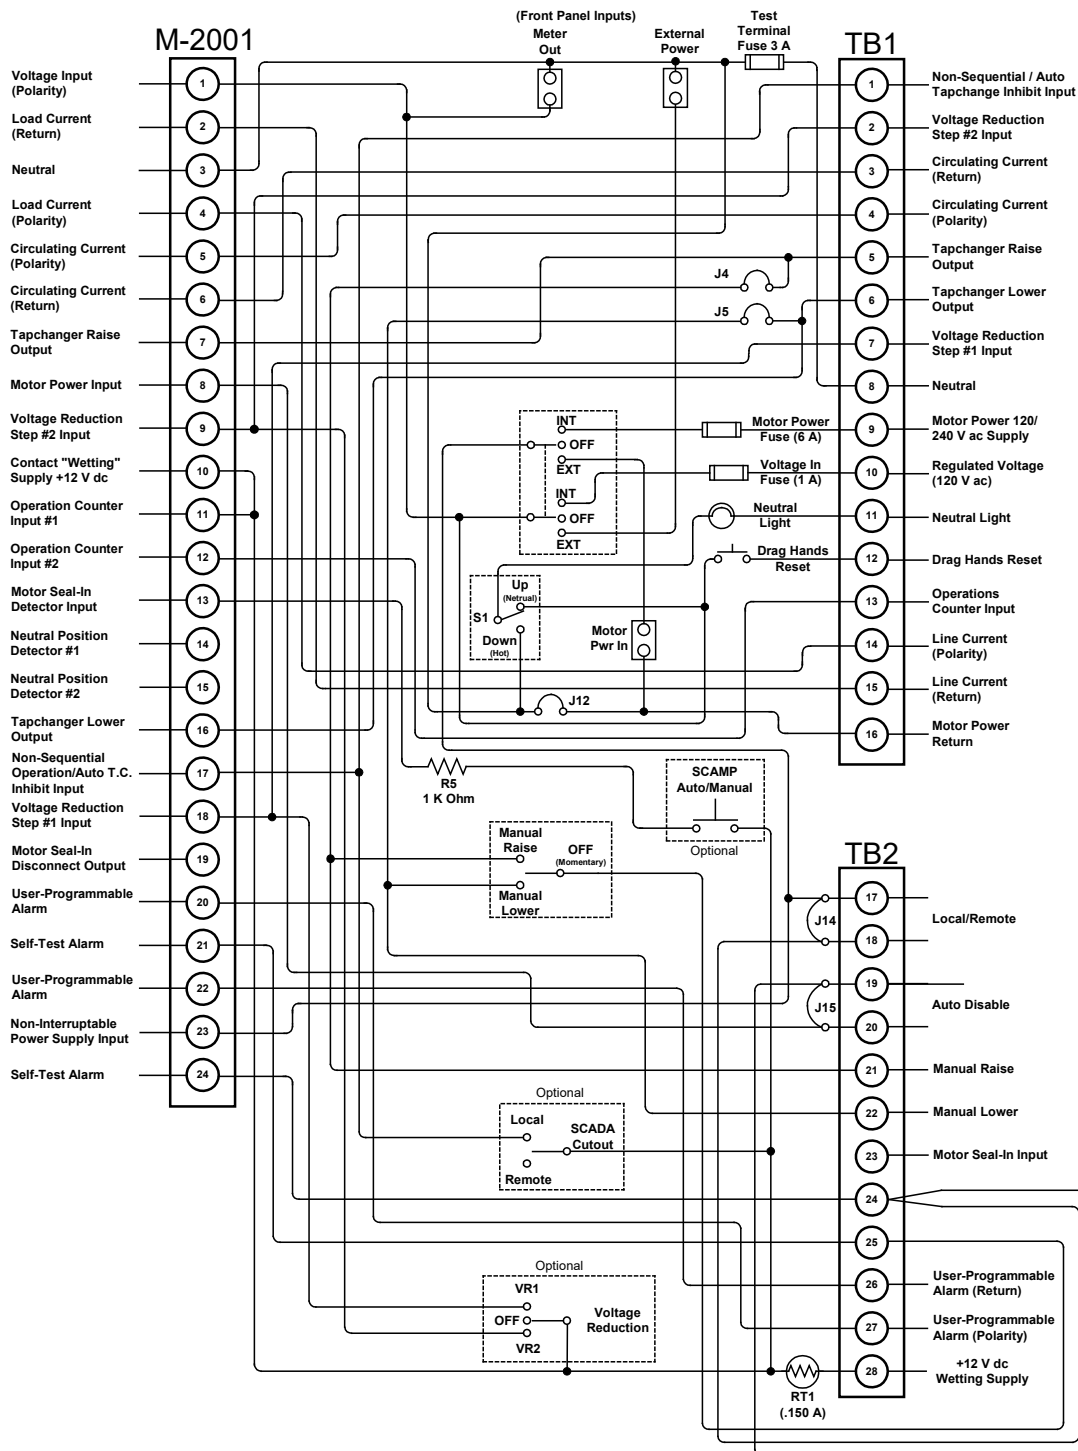 (Front Panel Inputs)
Meter
Out
External
Power
Test
Terminal
Fuse 3 A
M-2001
TB1
Voltage Input
(Polarity)
1
Load Current
(Return)
2
Neutral
3
Load Current
(Polarity)
4
Circulating Current
(Polarity)
5
Circulating Current
(Return)
6
Tapchanger Raise
Output
7
Motor Power Input
8
Voltage Reduction
Step #2 Input
9
Contact "Wetting"
Supply +12 V dc
10
Operation Counter
Input #1
11
Operation Counter
Input #2
12
Motor Seal-In
Detector Input
13
Neutral Position
Detector #1
14
Neutral Position
Detector #2
15
Tapchanger Lower
Output
16
Non-Sequential
Operation/Auto T.C.
Inhibit Input
17
Voltage Reduction
Step #1 Input
18
Motor Seal-In
Disconnect Output
19
User-Programmable
Alarm
20
Self-Test Alarm
21
User-Programmable
Alarm
22
Non-Interruptable
Power Supply Input
23
Self-Test Alarm
24
J4
J5
INT
OFF
EXT
INT
OFF
EXT
Motor Power
Fuse (6 A)
Voltage In
Fuse (1 A)
Neutral
Light
Drag Hands
Reset
Up
(Netrual)
S1
Down
(Hot)
Motor
Pwr In
J12
R5
1 K Ohm
SCAMP
Auto/Manual
Optional
Manual
Raise
OFF
(Momentary)
Manual
Lower
Optional
Local
SCADA
Cutout
Remote
Optional
VR1
OFF
VR2
Voltage
Reduction
RT1
(.150 A)
1
Non-Sequential / Auto
Tapchange Inhibit Input
2
Voltage Reduction
Step #2 Input
3
Circulating Current
(Return)
4
Circulating Current
(Polarity)
5
Tapchanger Raise
Output
6
Tapchanger Lower
Output
7
Voltage Reduction
Step #1 Input
8
Neutral
9
Motor Power 120/
240 V ac Supply
10
Regulated Voltage
(120 V ac)
11
Neutral Light
12
Drag Hands Reset
13
Operations
Counter Input
14
Line Current
(Polarity)
15
Line Current
(Return)
16
Motor Power
Return
TB2
17
J14
Local/Remote
18
19
J15
Auto Disable
20
21
Manual Raise
22
Manual Lower
23
Motor Seal-In Input
24
25
26
User-Programmable
Alarm (Return)
27
User-Programmable
Alarm (Polarity)
28
+12 V dc
Wetting Supply